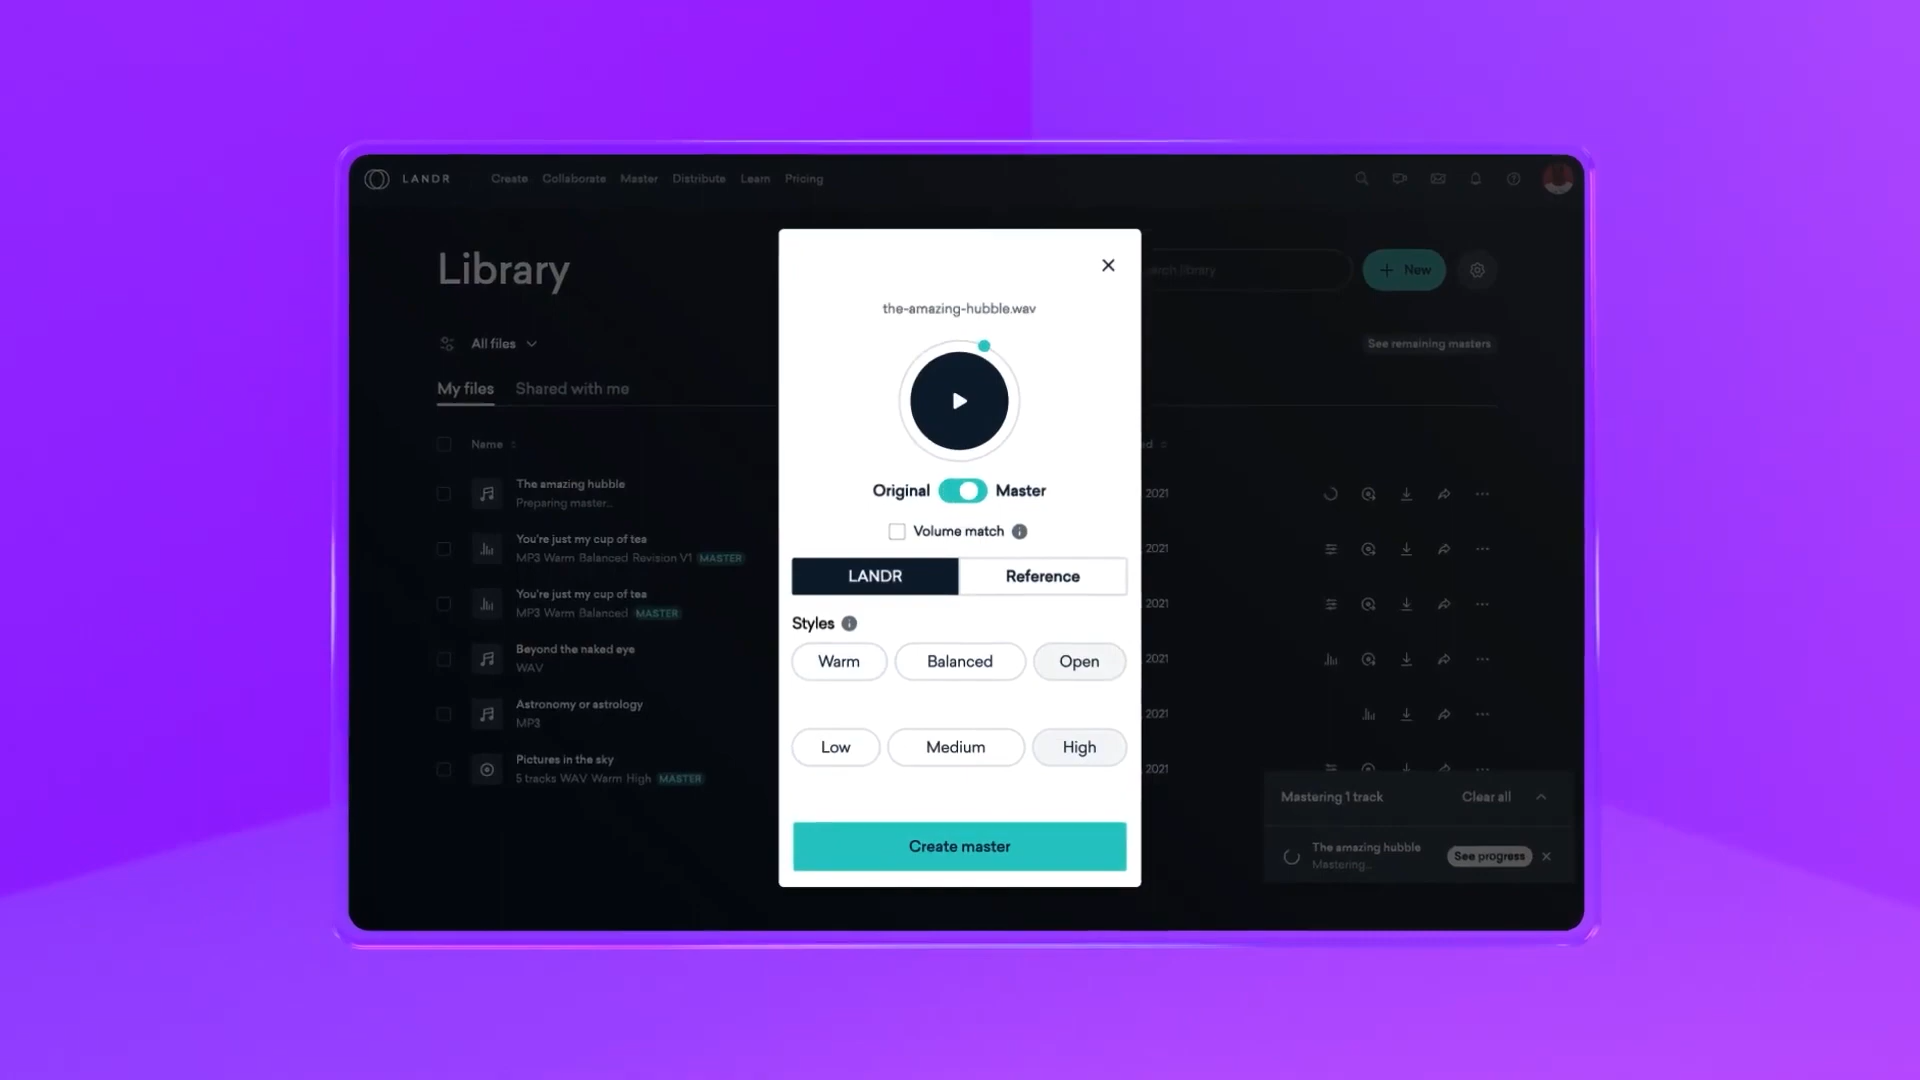 LANDR Create Collaborate Master Distribute Learn Pricing
Library
arch library
+ New
the-amazing-hubble.wav
All files
See remaining masters
My files Shared with me
Name
ed
The amazing hubble
Preparing master...
2021
Original Master
Volume match
You're just my cup of tea
MP3 Warm Balanced Revision V1 MASTER
2021
LANDR Reference
You're just my cup of tea
MP3 Warm Balanced MASTER
2021
Styles
Beyond the naked eye
WAV
2021
Warm Balanced Open
Astronomy or astrology
MP3
2021
Low Medium High
Pictures in the sky
5 tracks WAV Warm High MASTER
2021
Mastering 1 track Clear all
Create master
The amazing hubble
Mastering...
See progress